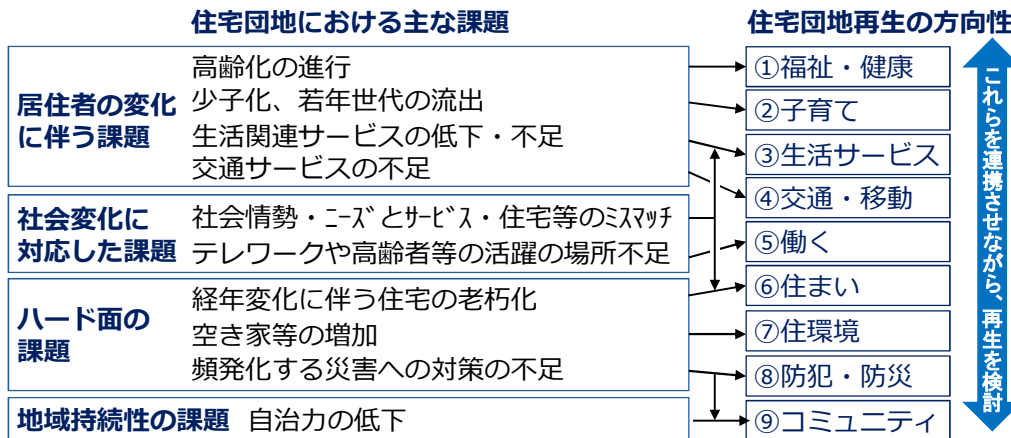 住宅団地における主な課題
住宅団地再生の方向性
居住者の変化
に伴う課題
高齢化の進行
少子化、若年世代の流出
生活関連サービスの低下・不足
交通サービスの不足
社会変化に
対応した課題
社会情勢・ﾆｰｽﾞとｻｰﾋﾞｽ・住宅等のﾐｽﾏｯﾁ
テレワークや高齢者等の活躍の場所不足
ハード面の
課題
経年変化に伴う住宅の老朽化
空き家等の増加
頻発化する災害への対策の不足
地域持続性の課題 自治力の低下
①福祉・健康
②子育て
③生活サービス
④交通・移動
⑤働く
⑥住まい
⑦住環境
⑧防犯・防災
⑨コミュニティ
これらを連携させながら、再生を検討